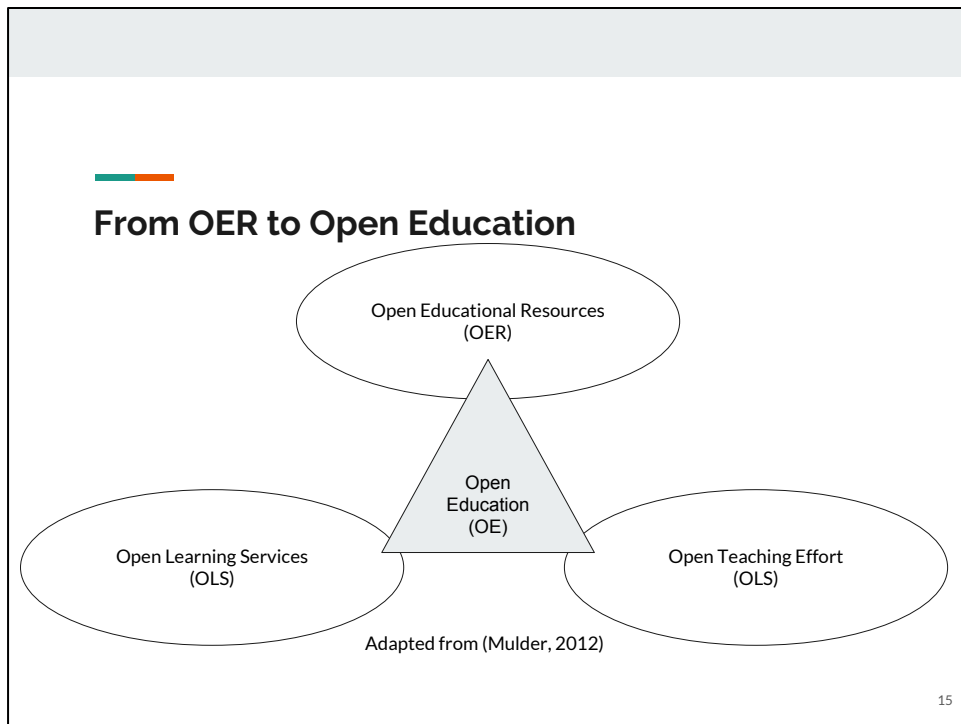 From OER to Open Education
Open Educational Resources
(OER)
Open
Education
(OE)
Open Learning Services
(OLS)
Open Teaching Effort
(OLS)
Adapted from (Mulder, 2012)
15